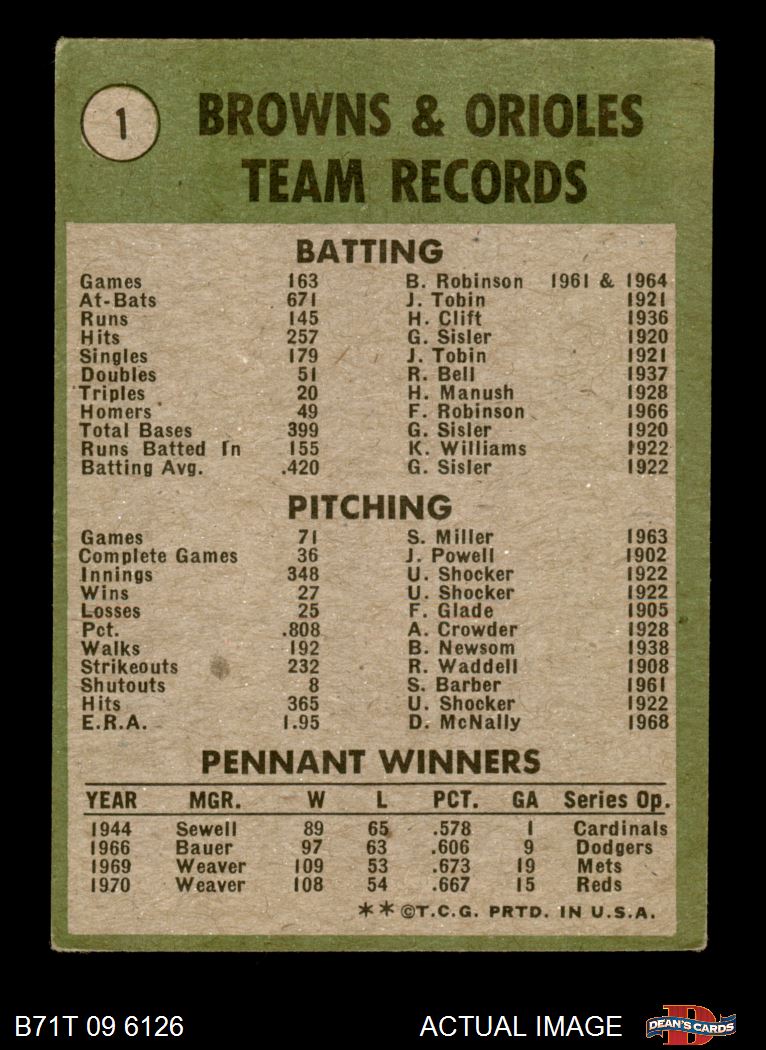 1
BROWNS & ORIOLES
TEAM RECORDS
BATTING
Games 163 B. Robinson 1961 & 1964
At-Bats 671 J. Tobin 1921
Runs 145 H. Clift 1936
Hits 257 G. Sisler 1920
Singles 179 J. Tobin 1921
Doubles 51 R. Bell 1937
Triples 20 H. Manush 1928
Homers 49 F. Robinson 1966
Total Bases 399 G. Sisler 1920
Runs Batted In 155 K. Williams 1922
Batting Avg. .420 G. Sisler 1922
PITCHING
Games 71 S. Miller 1963
Complete Games 36 J. Powell 1902
Innings 348 U. Shocker 1922
Wins 27 U. Shocker 1922
Losses 25 F. Glade 1905
Pct. .808 A. Crowder 1928
Walks 192 B. Newsom 1938
Strikeouts 232 R. Waddell 1908
Shutouts 8 S. Barber 1961
Hits 365 U. Shocker 1922
E.R.A. 1.95 D. McNally 1968
PENNANT WINNERS
YEAR MGR. W L PCT. GA Series Op.
1944 Sewell 89 65 .578 1 Cardinals
1966 Bauer 97 63 .606 9 Dodgers
1969 Weaver 109 53 .673 19 Mets
1970 Weaver 108 54 .667 15 Reds
** ©T.C.G. PRTD. IN U.S.A.
B71T 09 6126 ACTUAL IMAGE DEAN'S CARDS